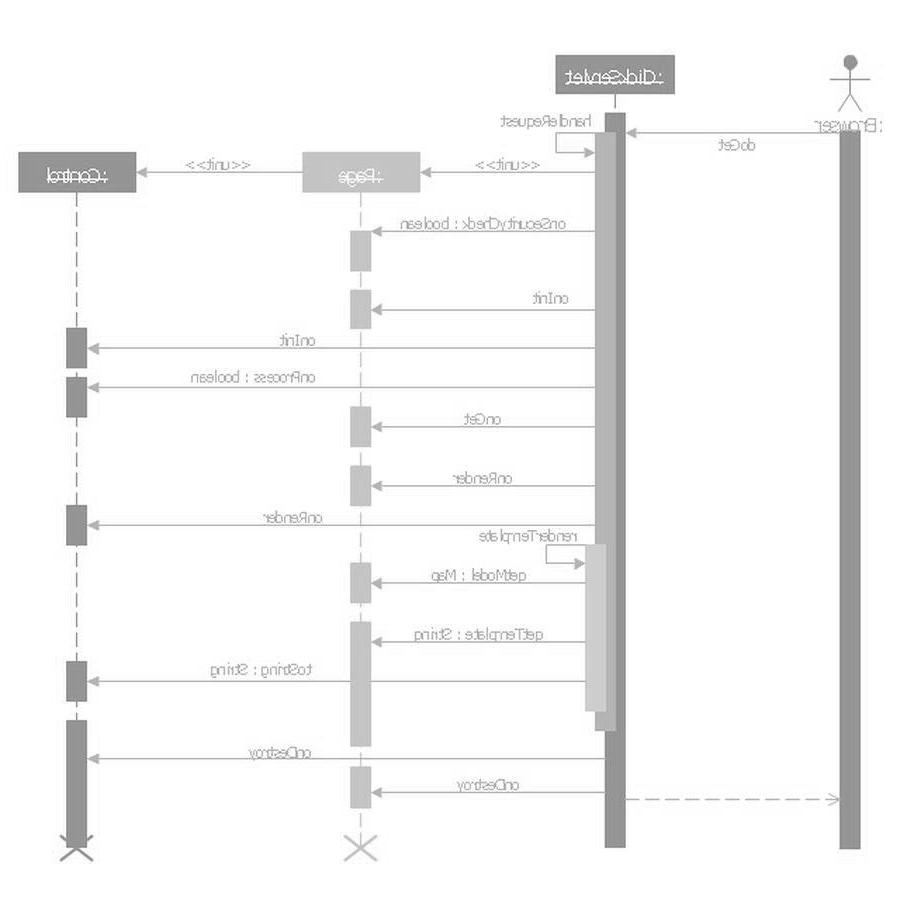 : ClickServlet
handleRequest
: Browser
doGet
<<init>>
<<init>>
: Page
: Control
onSecurityCheck : boolean
onInit
onInit
onProcess : boolean
onGet
onRender
onRender
renderTemplate
getModel : Map
getTemplate : String
toString : String
onDestroy
onDestroy